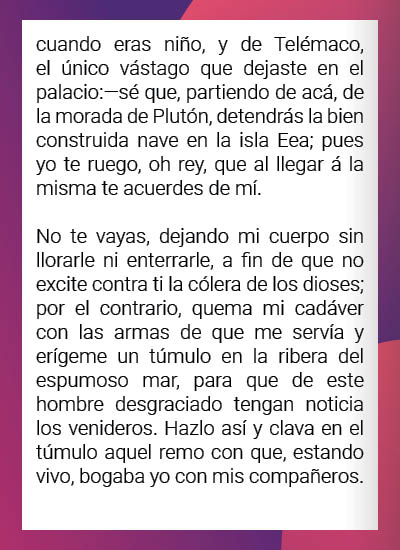 cuando eras niño, y de Telémaco,
el único vástago que dejaste en el
palacio:—sé que, partiendo de acá, de
la morada de Plutón, detendrás la bien
construida nave en la isla Eea; pues
yo te ruego, oh rey, que al llegar á la
misma te acuerdes de mí.
No te vayas, dejando mi cuerpo sin
llorarle ni enterrarle, a fin de que no
excite contra ti la cólera de los dioses;
por el contrario, quema mi cadáver
con las armas de que me servía y
erígeme un túmulo en la ribera del
espumoso mar, para que de este
hombre desgraciado tengan noticia
los venideros. Hazlo así y clava en el
túmulo aquel remo con que, estando
vivo, bogaba yo con mis compañeros.